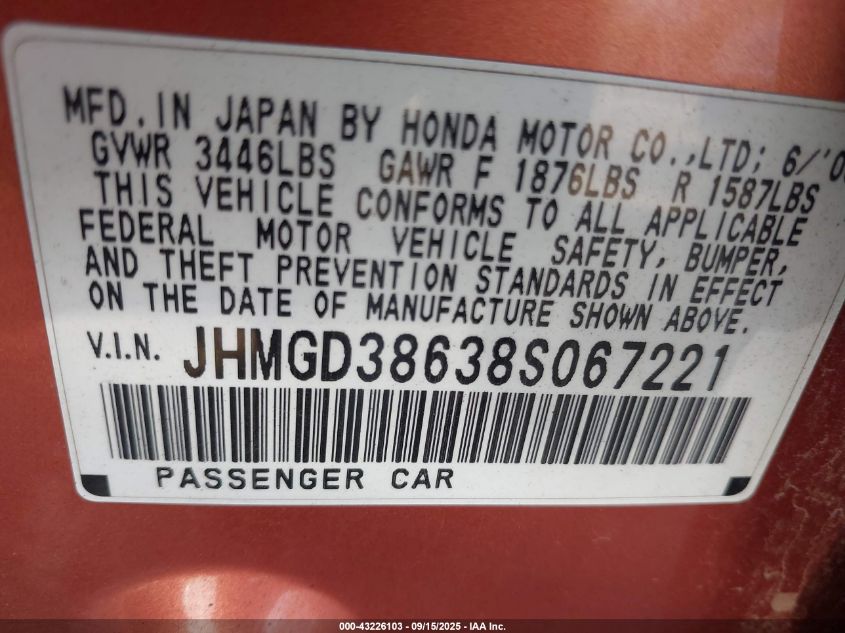 MFD. IN JAPAN BY HONDA MOTOR CO.,LTD; 6/'0
GVWR 3446LBS GAWR F 1876LBS R 1587LBS
THIS VEHICLE CONFORMS TO ALL APPLICABLE
FEDERAL MOTOR VEHICLE SAFETY, BUMPER,
AND THEFT PREVENTION STANDARDS IN EFFECT
ON THE DATE OF MANUFACTURE SHOWN ABOVE.
V.I.N. JHMGD38638S067221
PASSENGER CAR
000-43226103 - 09/15/2025 - IAA Inc.